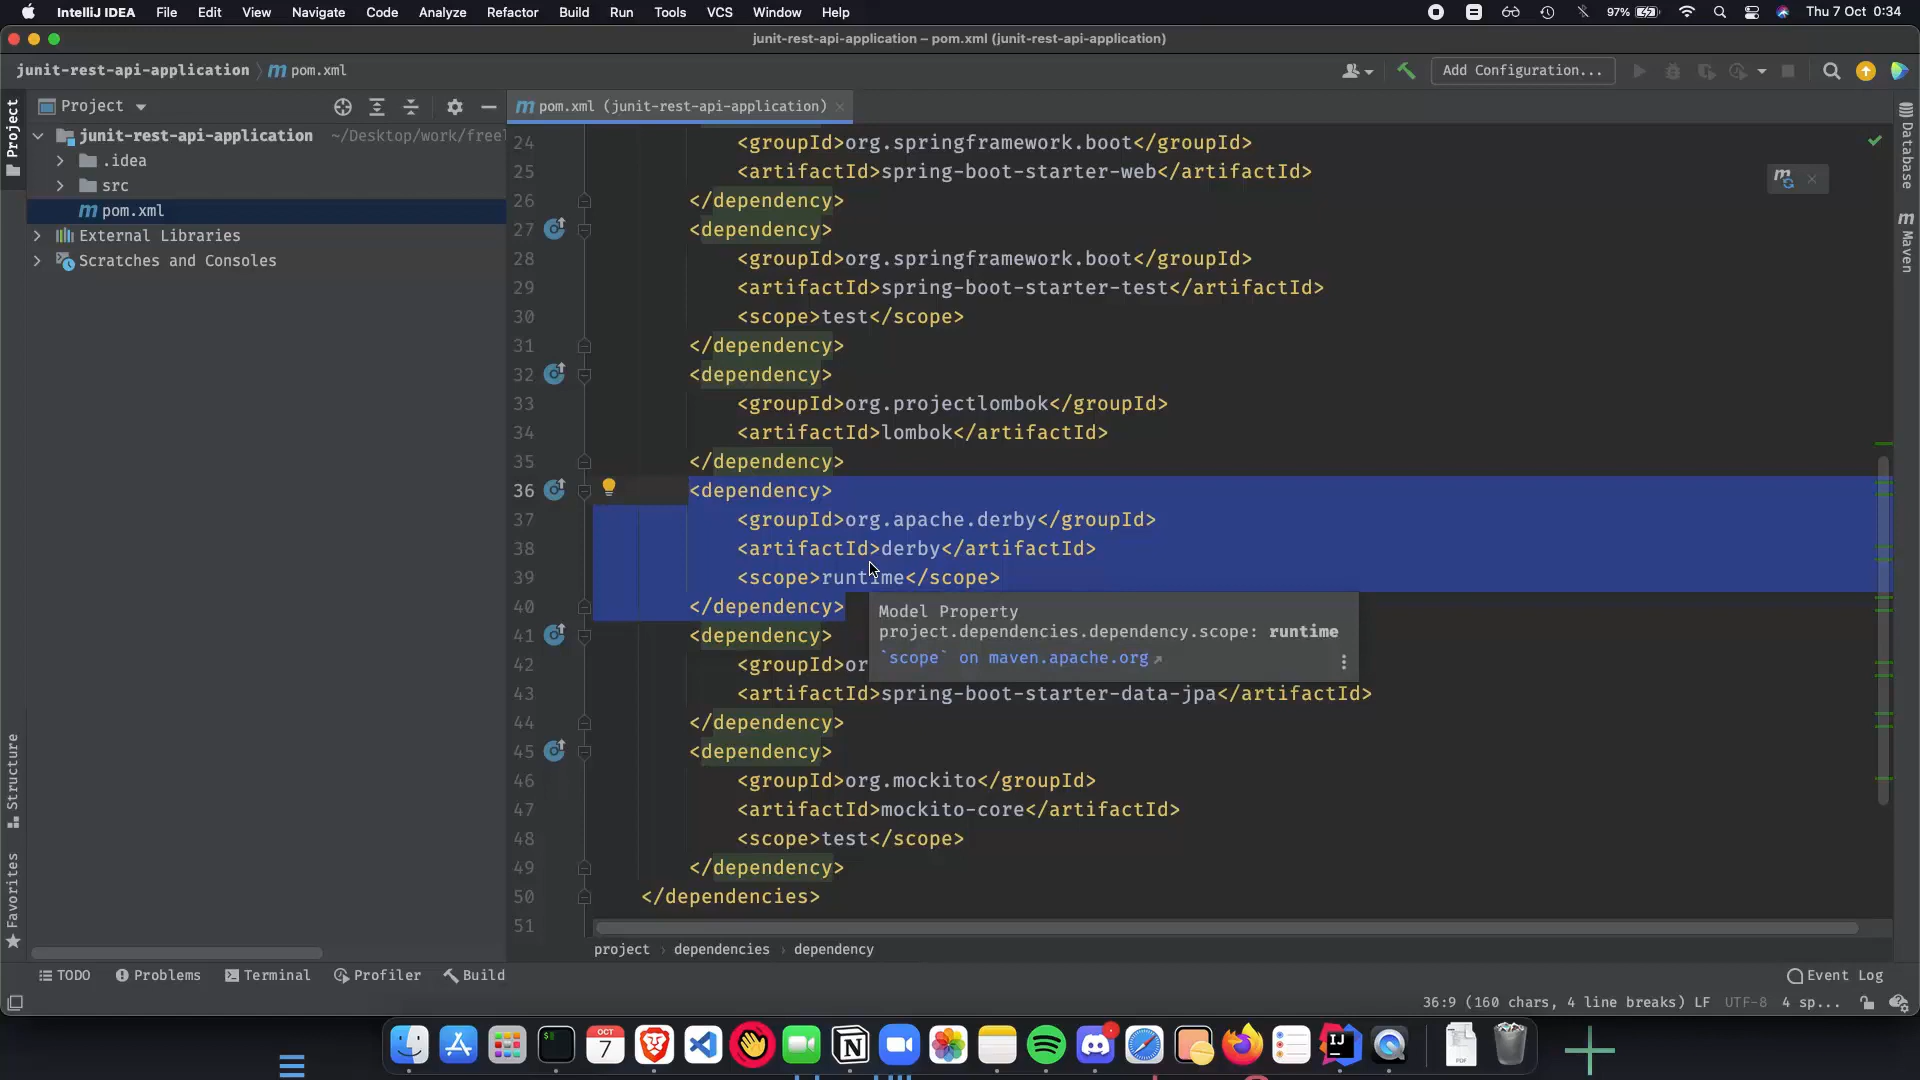 IntelliJ IDEA File Edit View Navigate Code Analyze Refactor Build Run Tools VCS Window Help 97% Thu 7 Oct 0:34
junit-rest-api-application – pom.xml (junit-rest-api-application)
junit-rest-api-application pom.xml Add Configuration...
Project
Project pom.xml (junit-rest-api-application)
junit-rest-api-application ~/Desktop/work/free
.idea
src
pom.xml
External Libraries
Scratches and Consoles
24 <groupId>org.springframework.boot</groupId>
25 <artifactId>spring-boot-starter-web</artifactId>
26 </dependency>
27 <dependency>
28 <groupId>org.springframework.boot</groupId>
29 <artifactId>spring-boot-starter-test</artifactId>
30 <scope>test</scope>
31 </dependency>
32 <dependency>
33 <groupId>org.projectlombok</groupId>
34 <artifactId>lombok</artifactId>
35 </dependency>
36 <dependency>
37 <groupId>org.apache.derby</groupId>
38 <artifactId>derby</artifactId>
39 <scope>runtime</scope>
40 </dependency>
41 <dependency>
42 <groupId>or
43 <artifactId>spring-boot-starter-data-jpa</artifactId>
44 </dependency>
45 <dependency>
46 <groupId>org.mockito</groupId>
47 <artifactId>mockito-core</artifactId>
48 <scope>test</scope>
49 </dependency>
50 </dependencies>
51
Model Property
project.dependencies.dependency.scope: runtime
`scope` on maven.apache.org
Database
Maven
Structure
Favorites
project dependencies dependency
TODO Problems Terminal Profiler Build Event Log
36:9 (160 chars, 4 line breaks) LF UTF-8 4 sp...
OCT
7
PDF